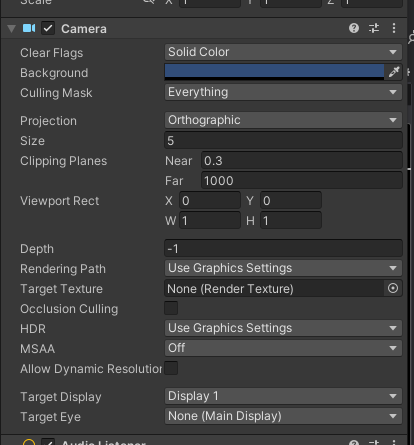 Scale X 1 Y 1 Z 1
Camera
Clear Flags Solid Color
Background
Culling Mask Everything
Projection Orthographic
Size 5
Clipping Planes Near 0.3
Far 1000
Viewport Rect X 0 Y 0
W 1 H 1
Depth -1
Rendering Path Use Graphics Settings
Target Texture None (Render Texture)
Occlusion Culling
HDR Use Graphics Settings
MSAA Off
Allow Dynamic Resolution
Target Display Display 1
Target Eye None (Main Display)
Audio Listener